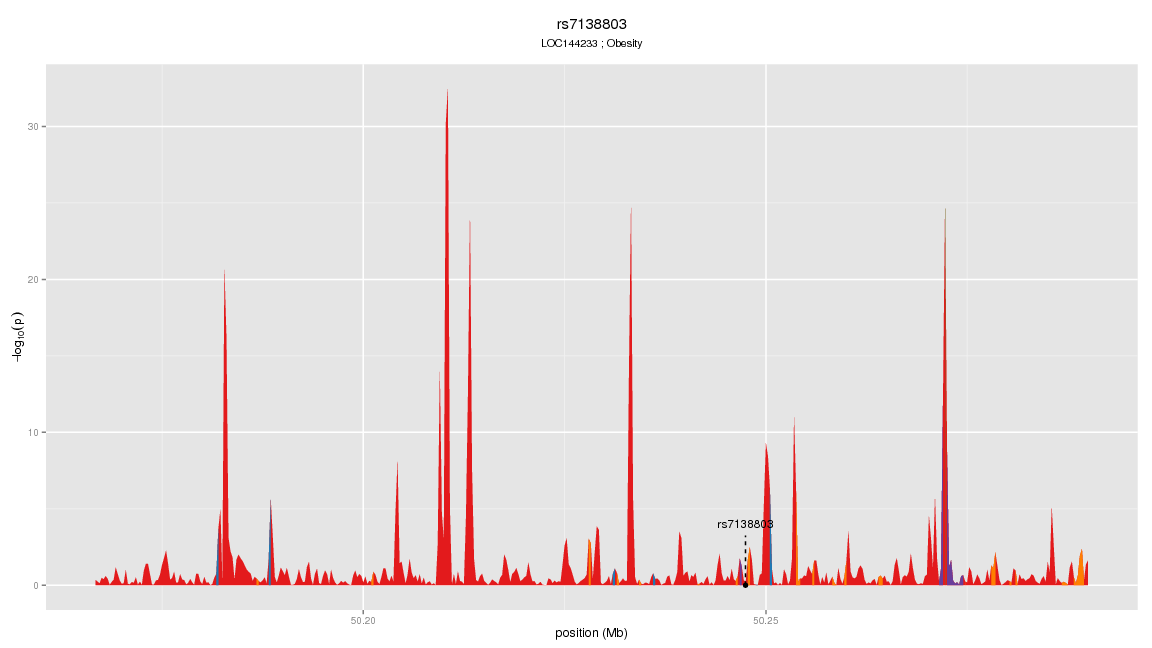 rs7138803
LOC144233 ; Obesity
30
20
10
0
−log10(p)
rs7138803
50.20
50.25
position (Mb)